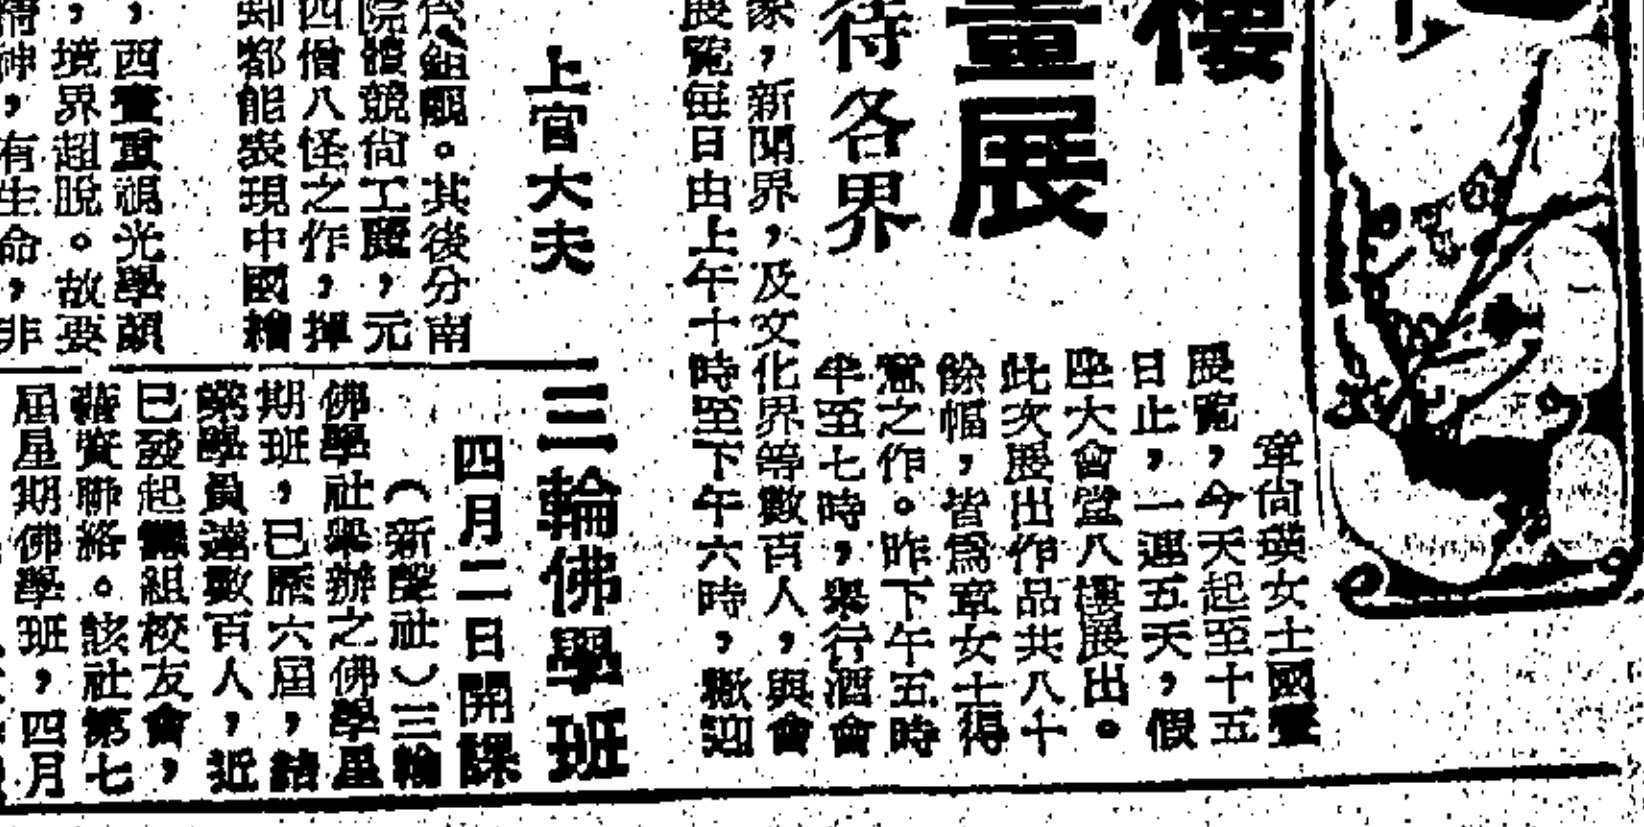 樓
畫展
待各界
章尙瑛女士國畫
展覽，今天起至十五
日止，一連五天，假
座大會堂八樓展出。
此次展出作品共八十
餘幅，皆爲章女士得
意之作。昨下午五時
半至七時，舉行酒會
家，新聞界，及文化界等數百人，與會
展覽每日由上午十時至下午六時，歡迎
上官大夫
組觀。其後分南
院體競尙工麗，元
四僧八怪之作，揮
卸都能表現中國繪
，西畫重視光學顏
，境界超脫。故要
精神，有生命，非
三輪佛學班
四月二日開課
（新聲社）三輪
佛學社舉辦之佛學星
期班，已歷六屆，結
業學員達數百人，近
已發起籌組校友會，
藉資聯絡。該社第七
屆星期佛學班，四月